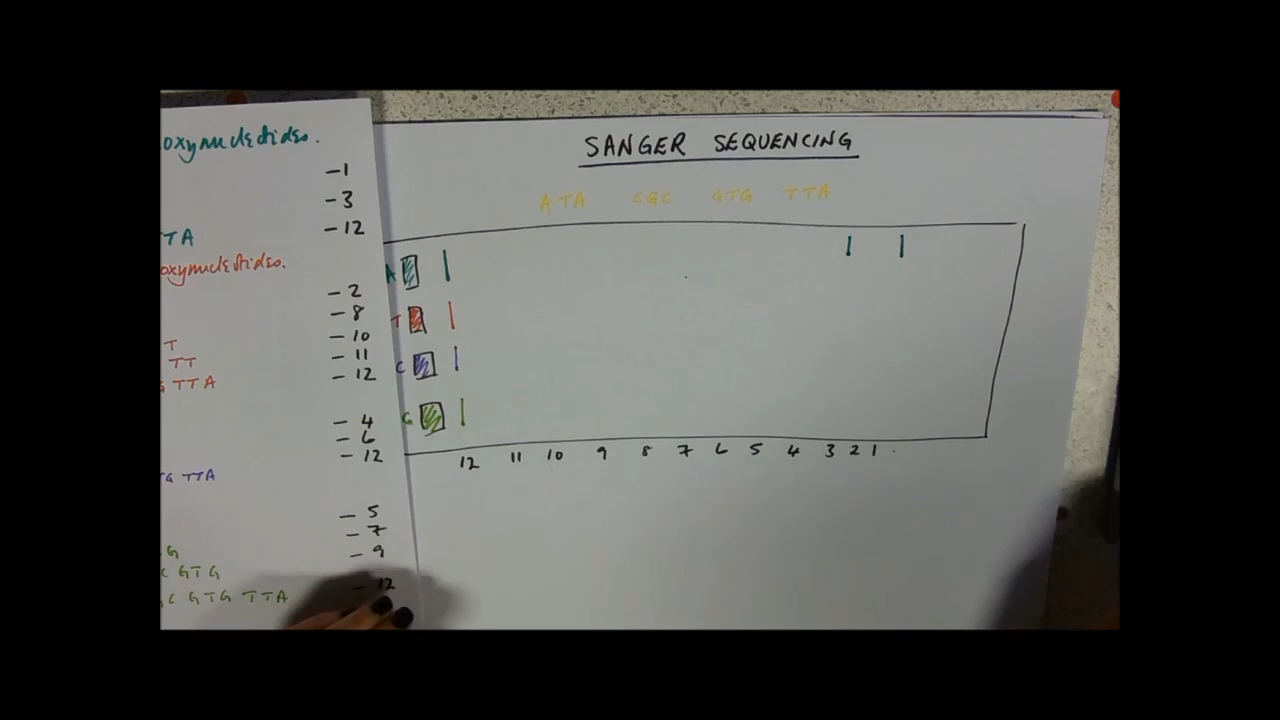 SANGER SEQUENCING
ATA CGC GTG TTA
oxynucleotides.
- 1
- 3
- 12
TTA
oxynucleotides.
- 2
- 8
- 10
T
- 11
TT
- 12
G TTA
- 4
- 6
- 12
TG TTA
- 5
- 7
G
- 9
C GTG
- 12
GC GTG TTA
A
T
C
G
12 11 10 9 8 7 6 5 4 3 2 1